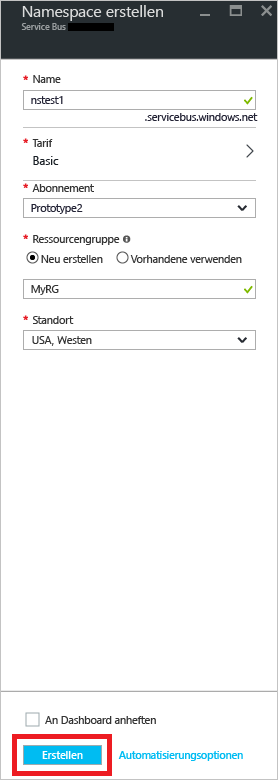 Namespace erstellen
Service Bus
* Name
nstest1
.servicebus.windows.net
* Tarif
Basic
* Abonnement
Prototype2
* Ressourcengruppe
Neu erstellen Vorhandene verwenden
MyRG
* Standort
USA, Westen
An Dashboard anheften
Erstellen Automatisierungsoptionen